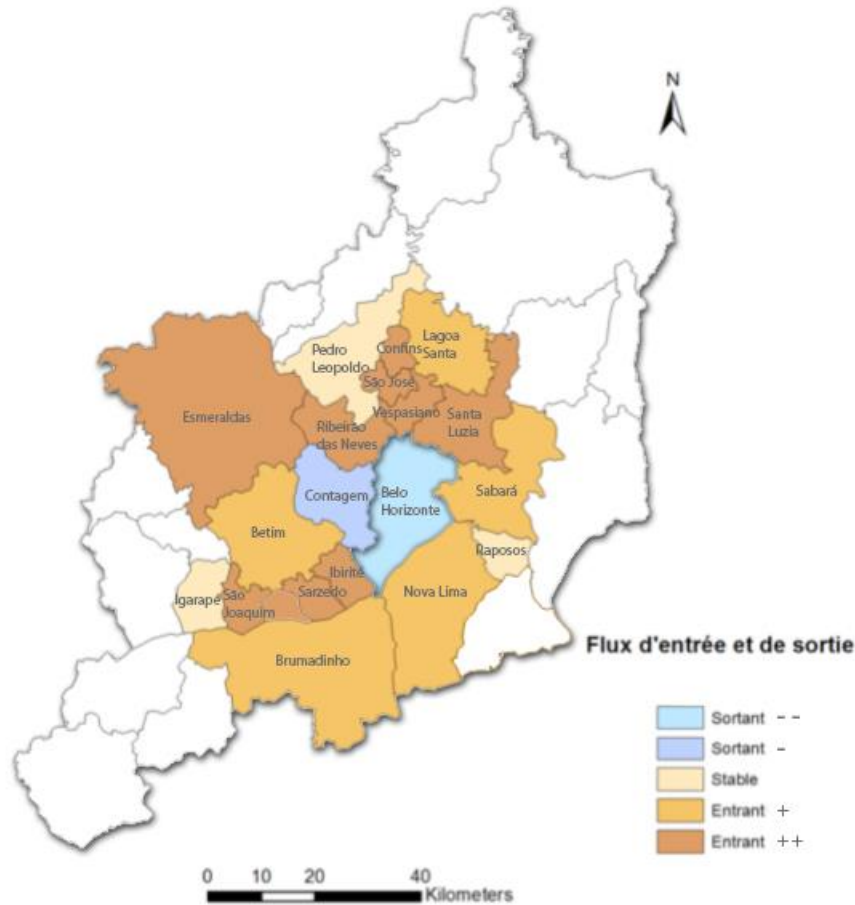 N
Lagoa
Santa
Confins
Pedro
Leopoldo
São José
Esmeraldas
Vespasiano
Santa
Luzia
Ribeirão
das Neves
Contagem
Belo
Horizonte
Sabará
Betim
Raposos
Ibirité
Igarapé
São
Joaquim
Sarzedo
Nova Lima
Brumadinho
Flux d'entrée et de sortie
Sortant - -
Sortant -
Stable
Entrant +
Entrant ++
0 10 20 40
Kilometers